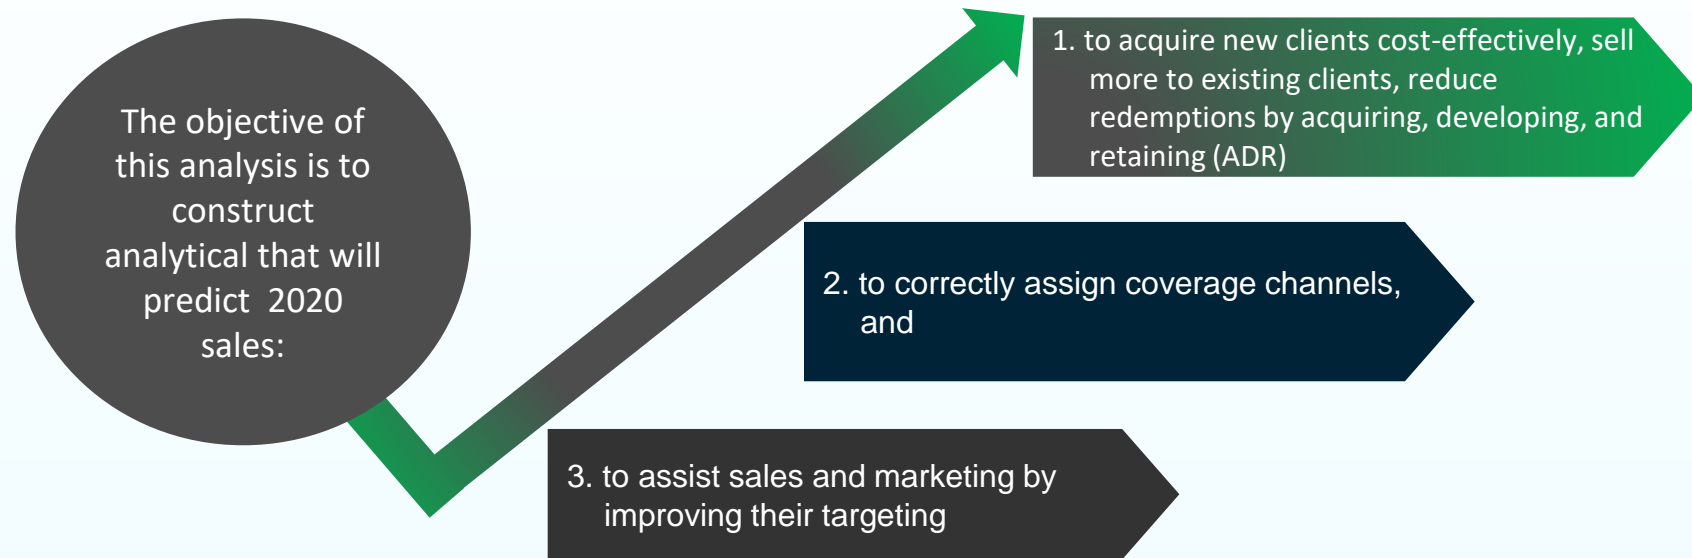 The objective of
this analysis is to
construct
analytical that will
predict  2020
sales:
1. to acquire new clients cost-effectively, sell
more to existing clients, reduce
redemptions by acquiring, developing, and
retaining (ADR)
2. to correctly assign coverage channels,
and
3. to assist sales and marketing by
improving their targeting